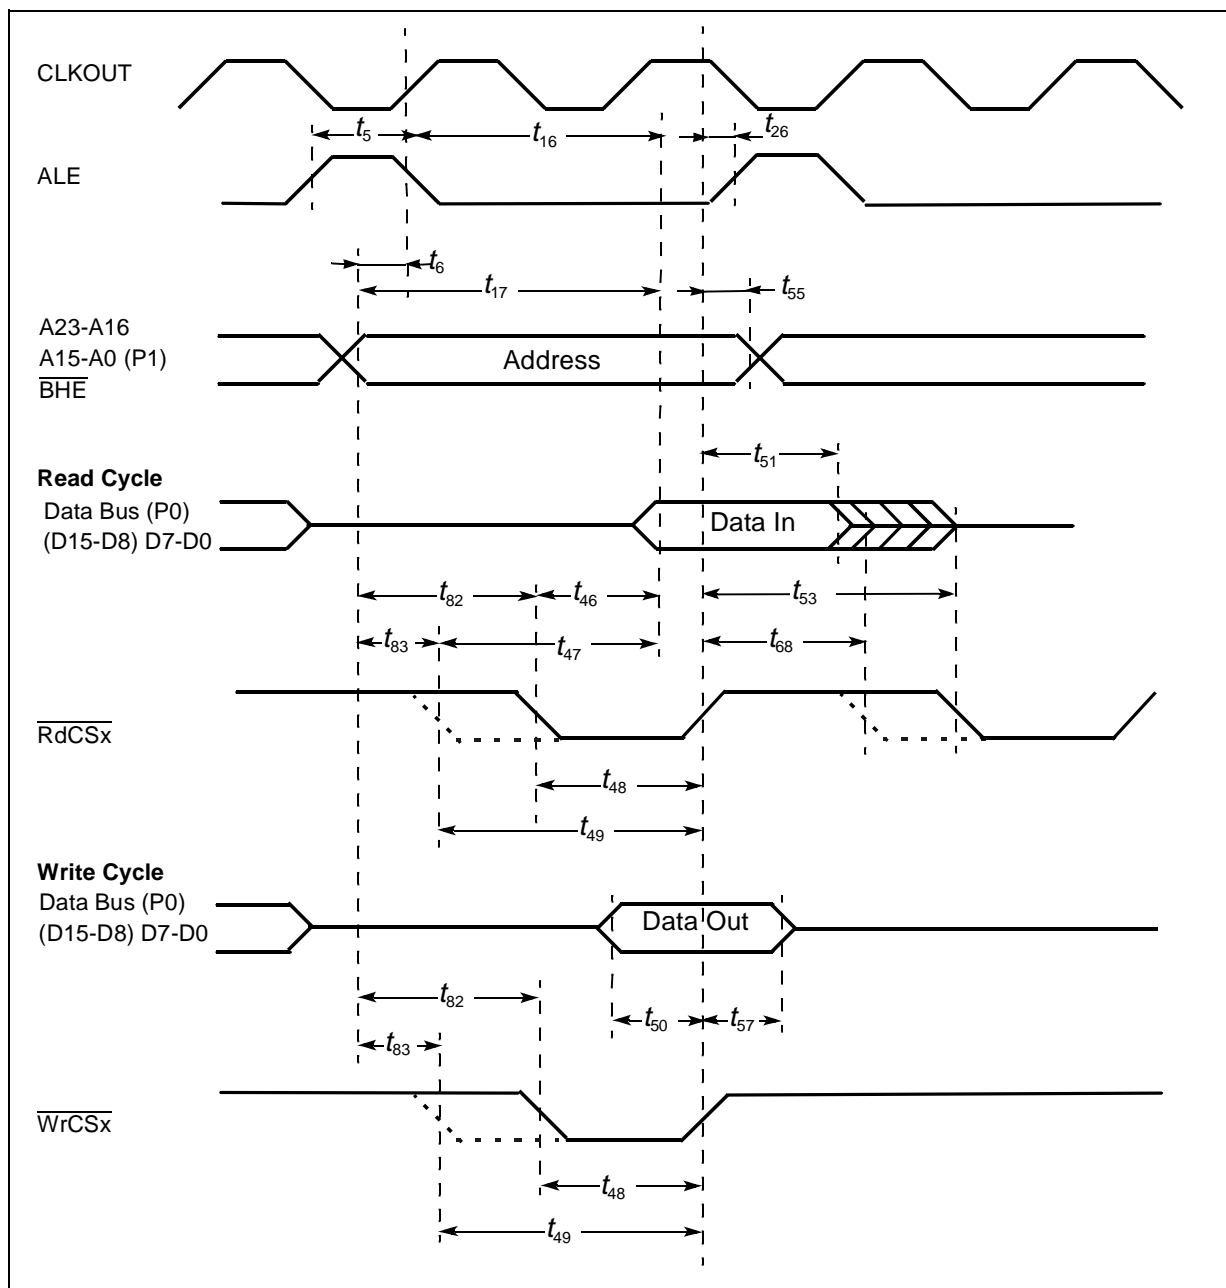 CLKOUT
t5
t16
t26
ALE
t6
t17
t55
A23-A16
A15-A0 (P1)
BHE
Address
t51
Read Cycle
Data Bus (P0)
(D15-D8) D7-D0
Data In
t82
t46
t53
t83
t47
t68
RdCSx
t48
t49
Write Cycle
Data Bus (P0)
(D15-D8) D7-D0
Data Out
t82
t50
t57
t83
WrCSx
t48
t49